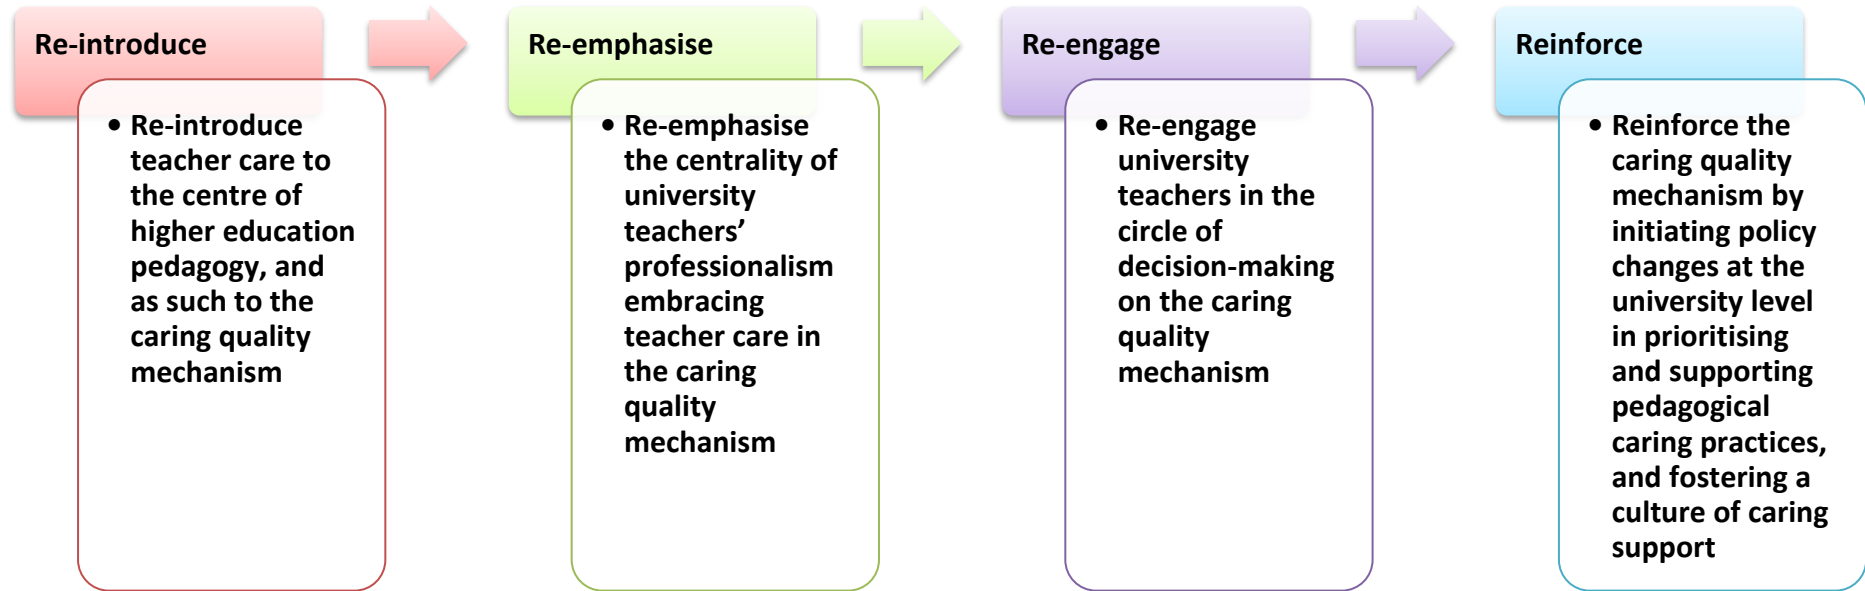 Re-introduce
• Re-introduce
teacher care to
the centre of
higher education
pedagogy, and
as such to the
caring quality
mechanism
Re-emphasise
• Re-emphasise
the centrality of
university
teachers’
professionalism
embracing
teacher care in
the caring
quality
mechanism
Re-engage
• Re-engage
university
teachers in the
circle of
decision-making
on the caring
quality
mechanism
Reinforce
• Reinforce the
caring quality
mechanism by
initiating policy
changes at the
university level
in prioritising
and supporting
pedagogical
caring practices,
and fostering a
culture of caring
support